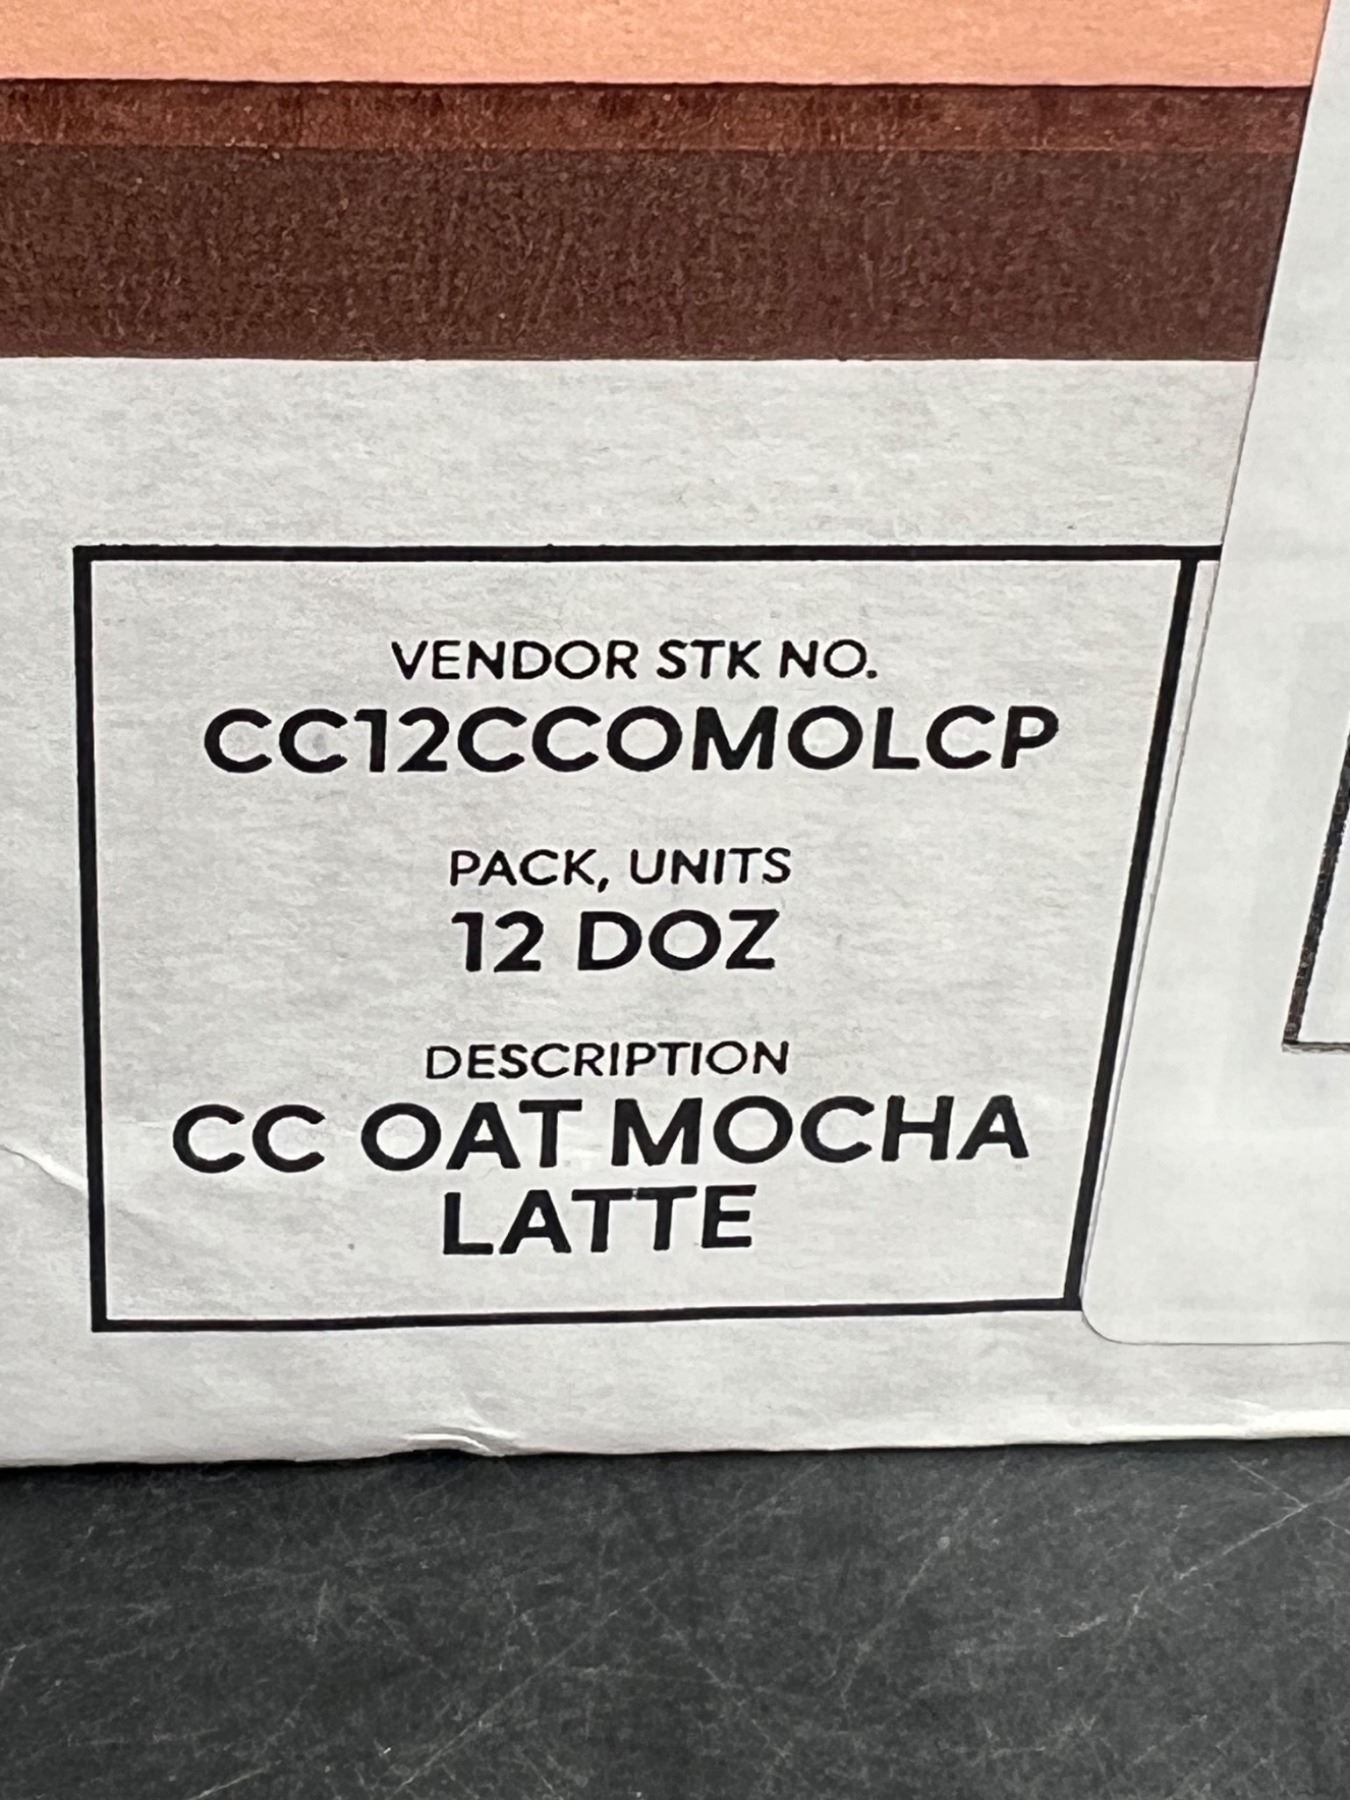 VENDOR STK NO.
CC12CCOMOLCP
PACK, UNITS
12 DOZ
DESCRIPTION
CC OAT MOCHA
LATTE